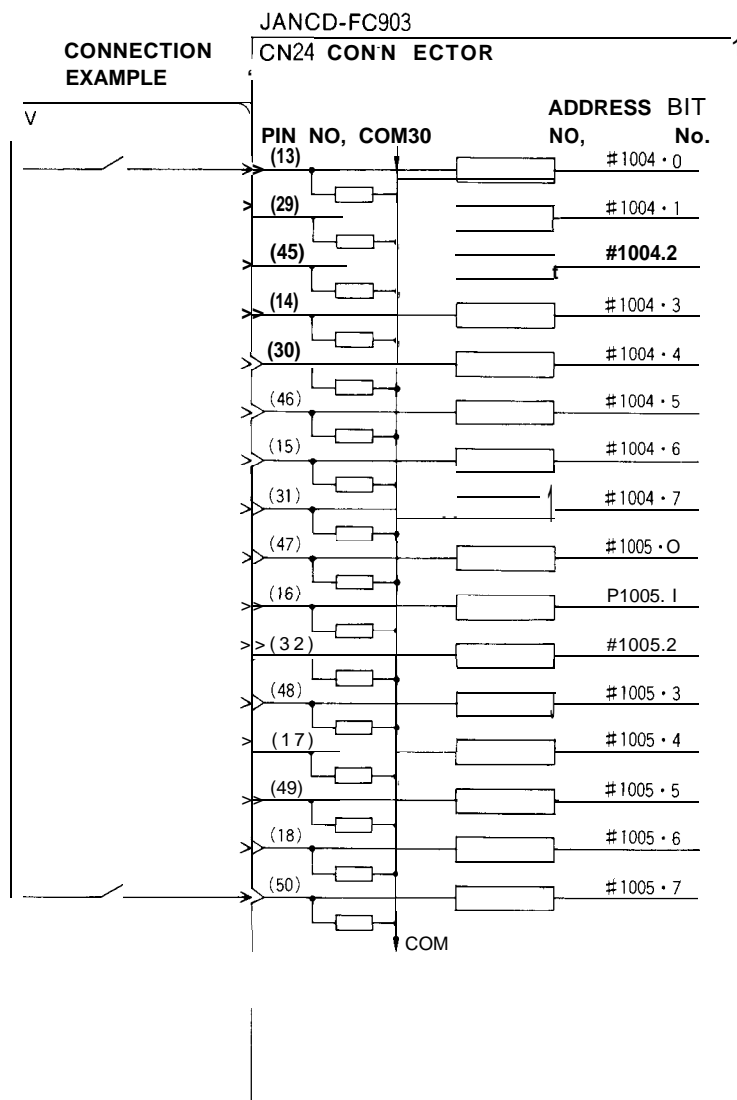 JANCD-FC903
CONNECTION EXAMPLE
CN24 CON'N ECTOR
V
ADDRESS BIT
PIN NO, COM30 NO, No.
(13) #1004・0
(29) #1004・1
(45) #1004.2
t
(14) #1004・3
(30) #1004・4
(46) #1004・5
(15) #1004・6
(31) #1004・7
(47) #1005・O
(16) P1005. I
(32) #1005.2
(48) #1005・3
(17) #1005・4
(49) #1005・5
(18) #1005・6
(50) #1005・7
COM